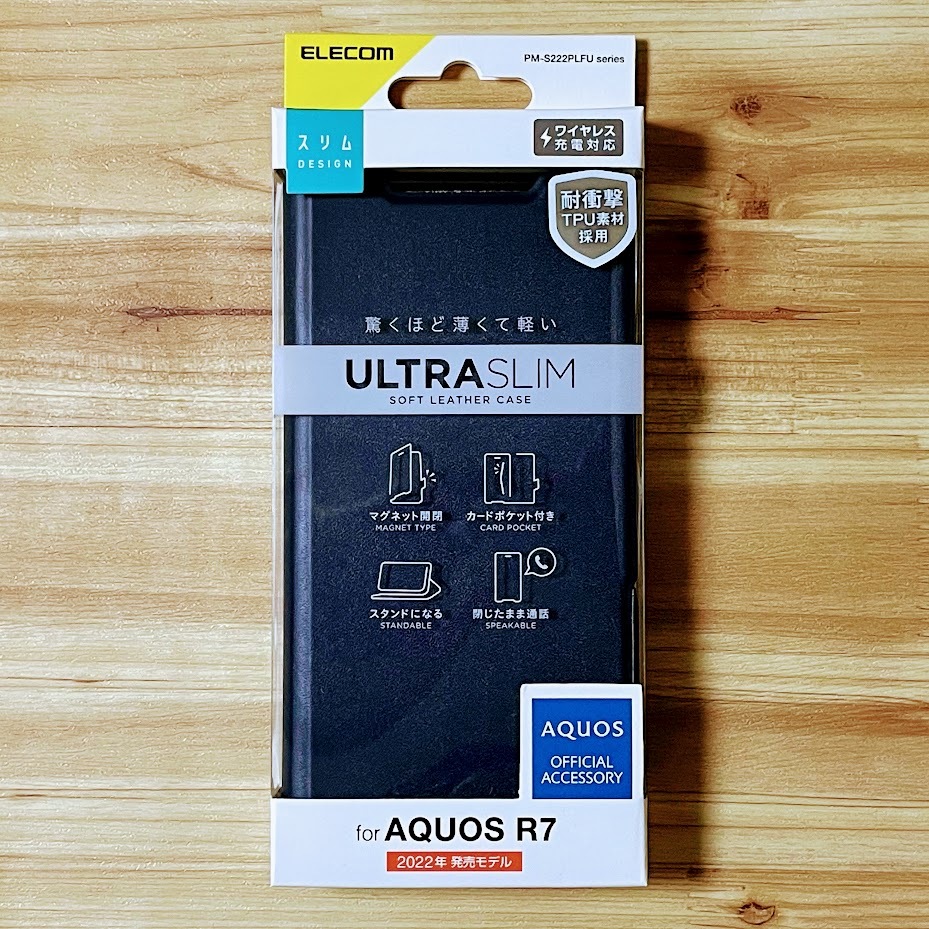 ELECOM
PM-S222PLFU series
スリム
DESIGN
ワイヤレス
充電対応
耐衝撃
TPU素材
採用
驚くほど薄くて軽い
ULTRASLIM
SOFT LEATHER CASE
マグネット開閉
MAGNET TYPE
カードポケット付き
CARD POCKET
スタンドになる
STANDABLE
閉じたまま通話
SPEAKABLE
AQUOS
OFFICIAL
ACCESSORY
for AQUOS R7
2022年 発売モデル